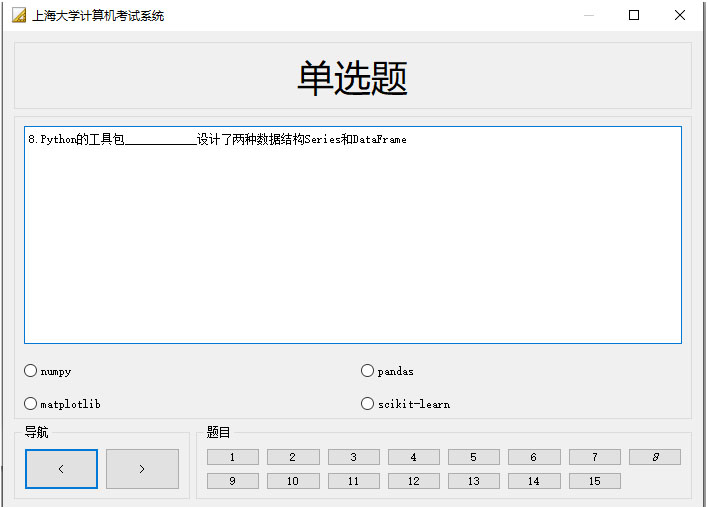 上海大学计算机考试系统
单选题
8.Python的工具包____________设计了两种数据结构Series和DataFrame
numpy
pandas
matplotlib
scikit-learn
导航
题目
< >
1 2 3 4 5 6 7 8
9 10 11 12 13 14 15